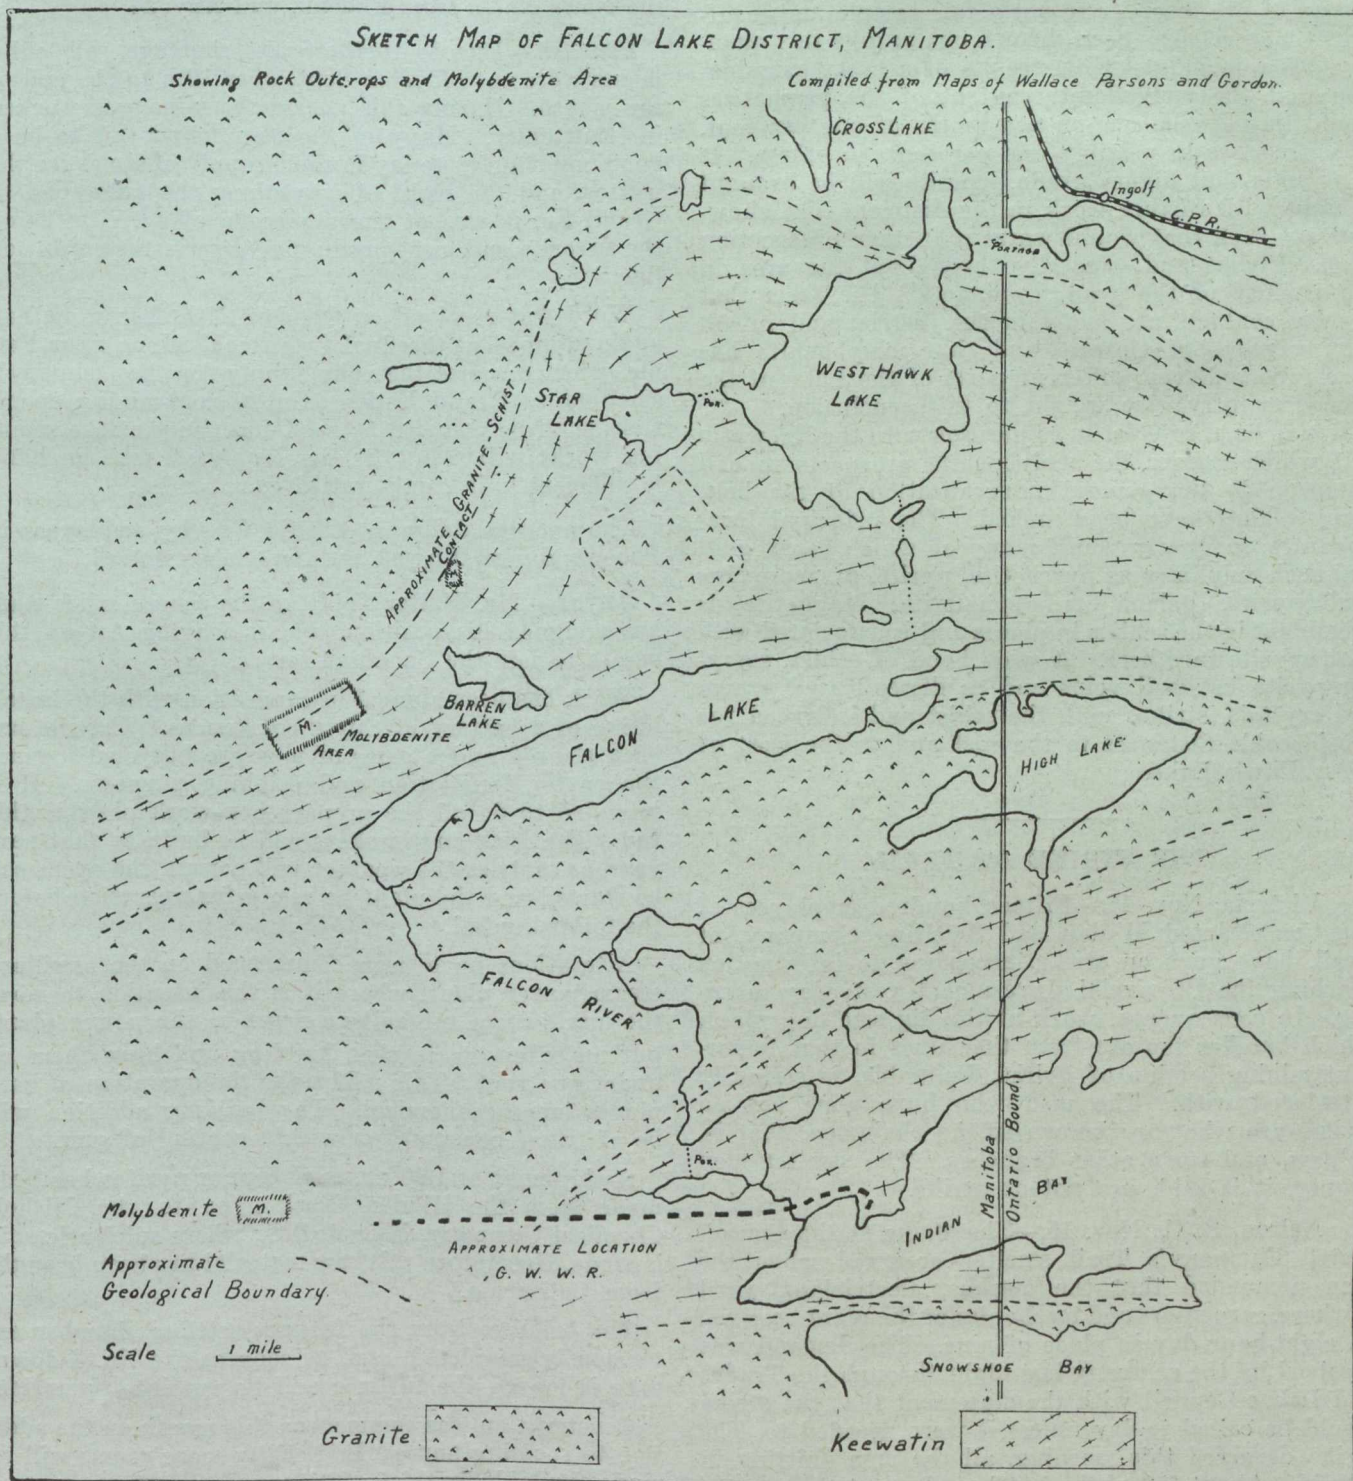 SKETCH MAP OF FALCON LAKE DISTRICT, MANITOBA.
Showing Rock Outcrops and Molybdenite Area
Compiled from Maps of Wallace Parsons and Gordon.
CROSS LAKE
Ingolf
C.P.R.
PORTAGE
WEST HAWK
LAKE
STAR
LAKE
POR.
APPROXIMATE GRANITE-SCHIST
CONTACT
BARREN
LAKE
M.
MOLYBDENITE
AREA
FALCON LAKE
HIGH LAKE
FALCON RIVER
POR.
Manitoba
Ontario Bound.
INDIAN BAY
Molybdenite M.
APPROXIMATE LOCATION
G. W. W. R.
Approximate
Geological Boundary.
Scale 1 mile
SNOWSHOE BAY
Granite
Keewatin